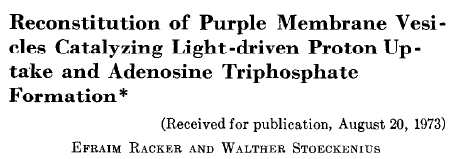 Reconstitution of Purple Membrane Vesi-
cles Catalyzing Light-driven Proton Up-
take and Adenosine Triphosphate
Formation*
(Received for publication, August 20, 1973)
EFRAIM RACKER AND WALTHER STOECKENIUS